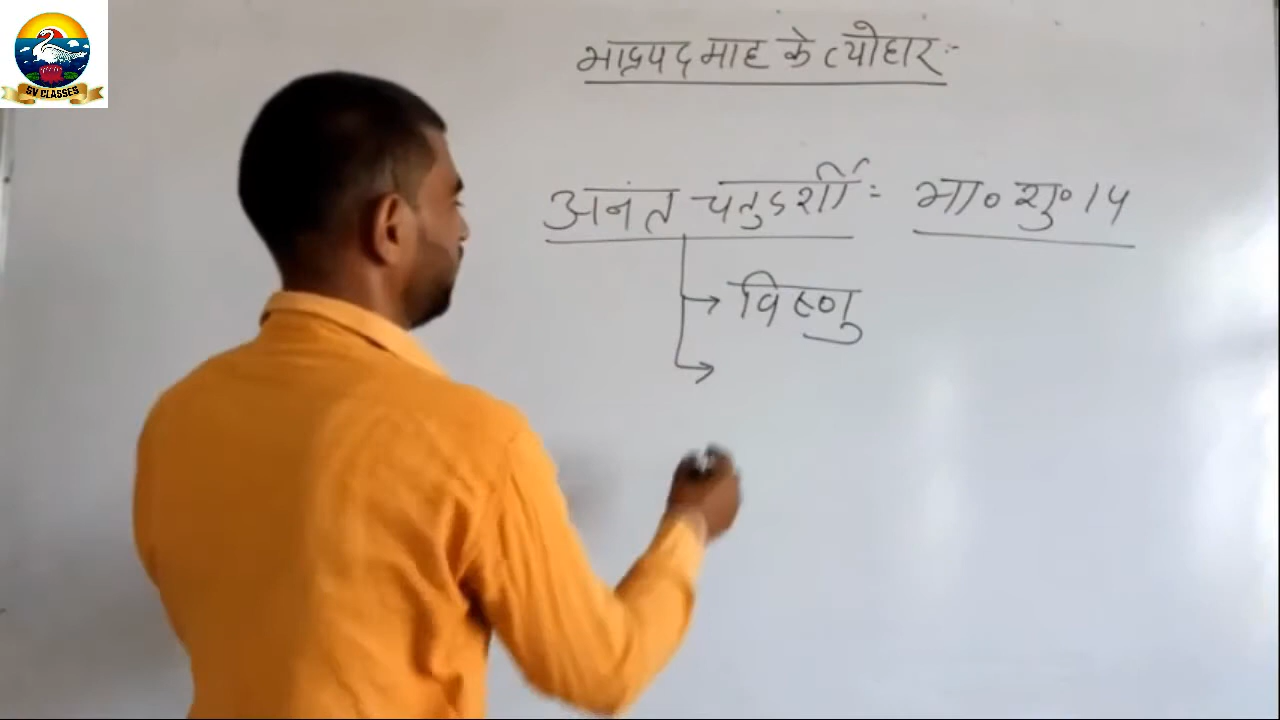 SV CLASSES
भाद्रपद माह के त्योहार :-
अनंत चतुर्दशी : भा० शु० 14
विष्णु